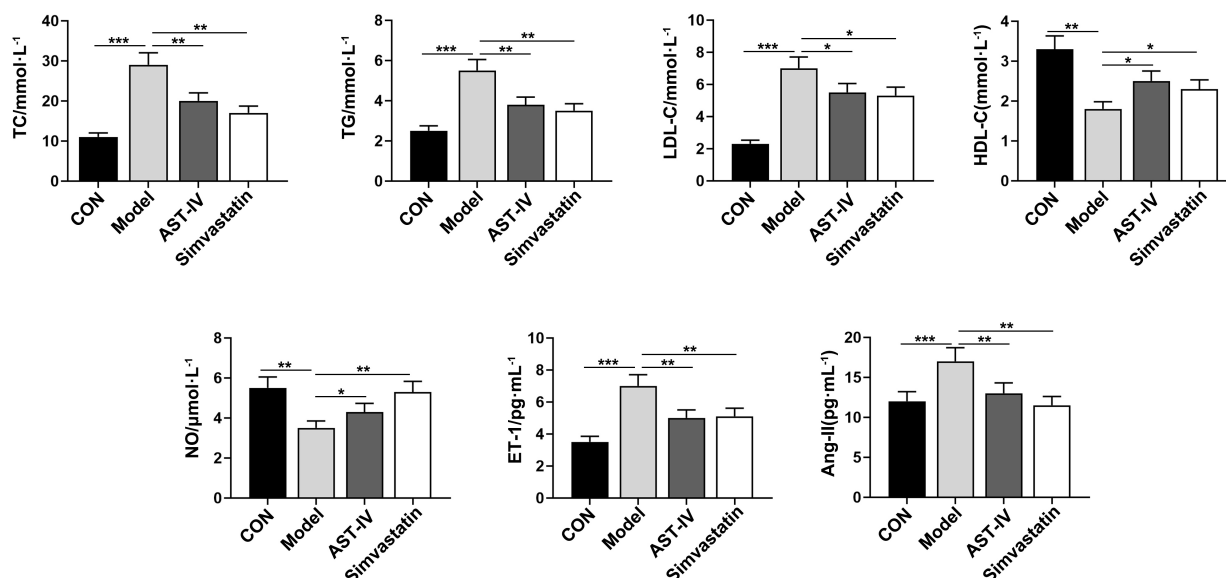 TC/mmol·L⁻¹
40
30
20
10
0
***
**
**
CON
Model
AST-IV
Simvastatin
TG/mmol·L⁻¹
8
6
4
2
0
***
**
**
CON
Model
AST-IV
Simvastatin
LDL-C/mmol·L⁻¹
10
8
6
4
2
0
***
*
*
CON
Model
AST-IV
Simvastatin
HDL-C(mmol·L⁻¹)
4
3
2
1
0
**
*
*
CON
Model
AST-IV
Simvastatin
NO/μmol·L⁻¹
8
6
4
2
0
**
**
*
CON
Model
AST-IV
Simvastatin
ET-1/pg·mL⁻¹
10
8
6
4
2
0
***
**
**
CON
Model
AST-IV
Simvastatin
Ang-II(pg·mL⁻¹)
20
15
10
5
0
***
**
**
CON
Model
AST-IV
Simvastatin